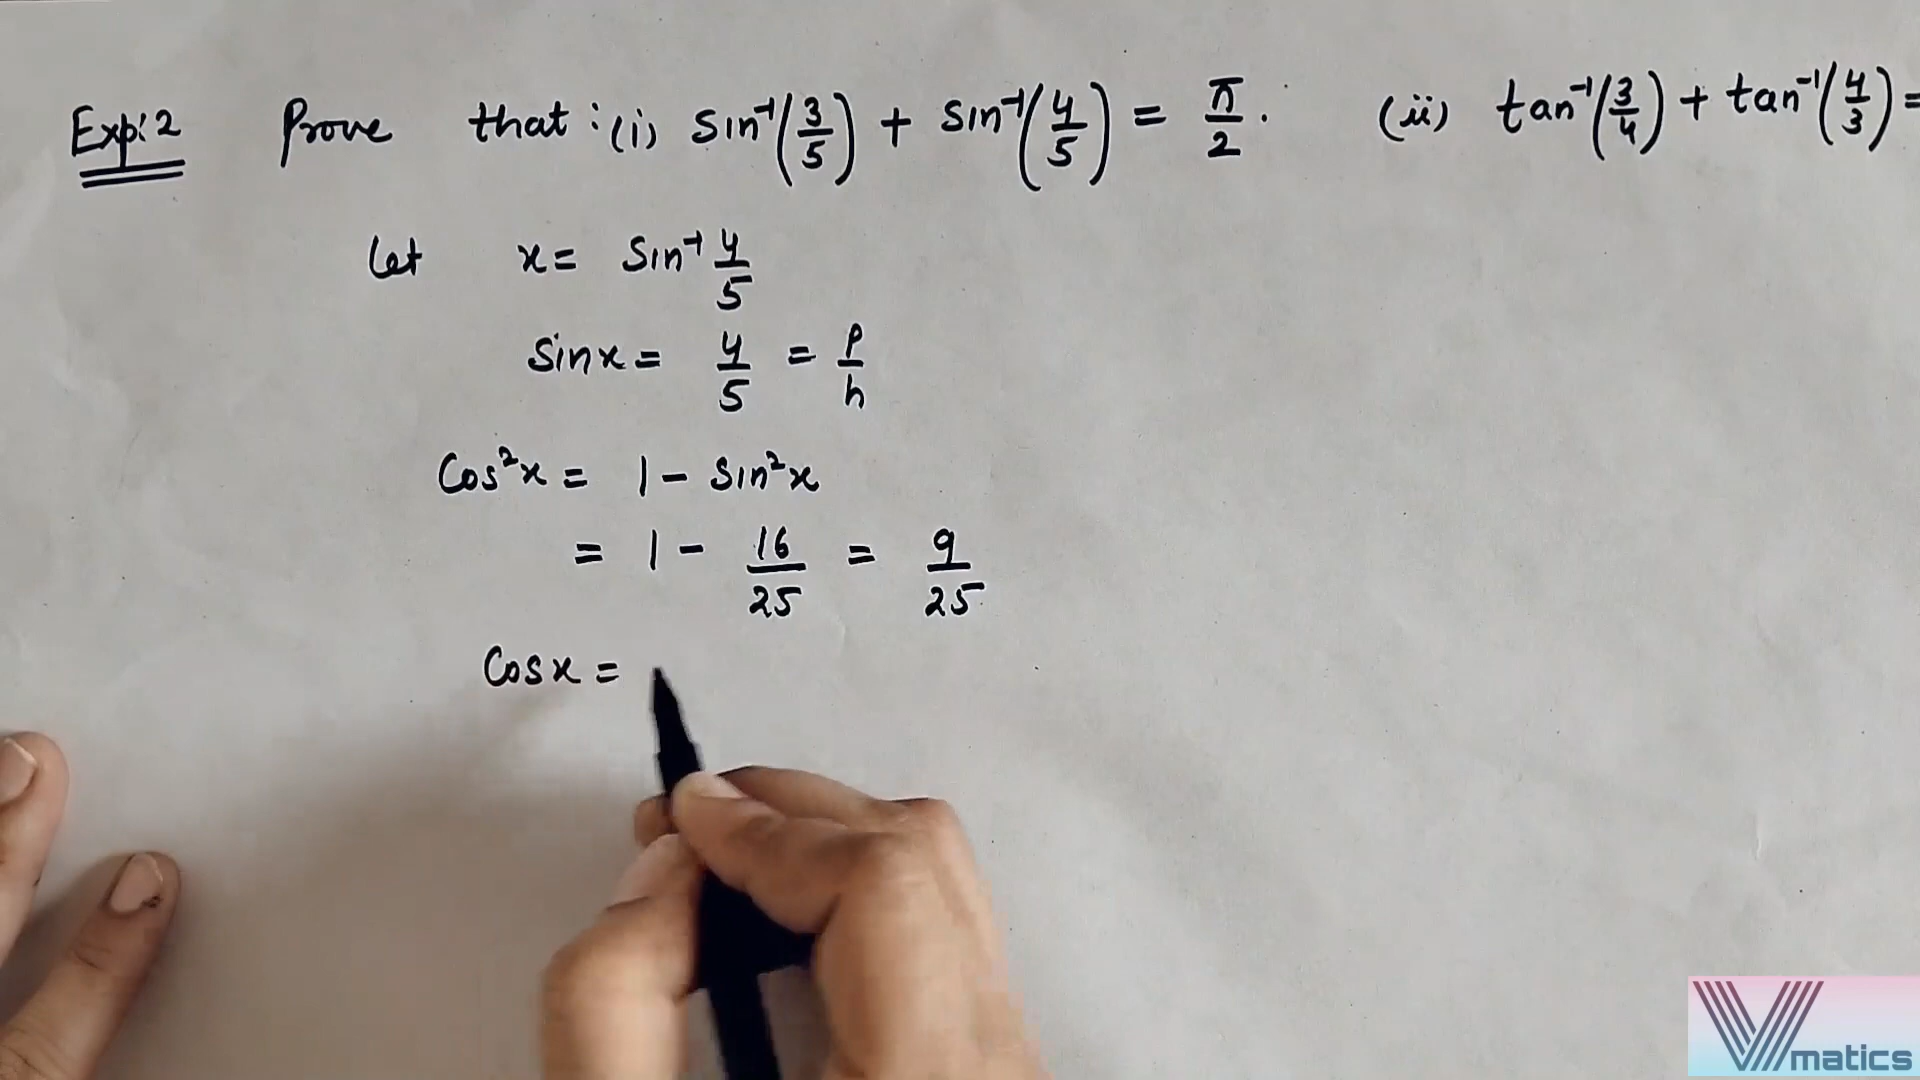 Exp:2 Prove that: (i) sin⁻¹(3/5) + sin⁻¹(4/5) = π/2. (ii) tan⁻¹(3/4) + tan⁻¹(4/3) =
Let x = sin⁻¹ 4/5
sinx = 4/5 = p/h
Cos²x = 1 - sin²x
= 1 - 16/25 = 9/25
Cosx =
Vmatics